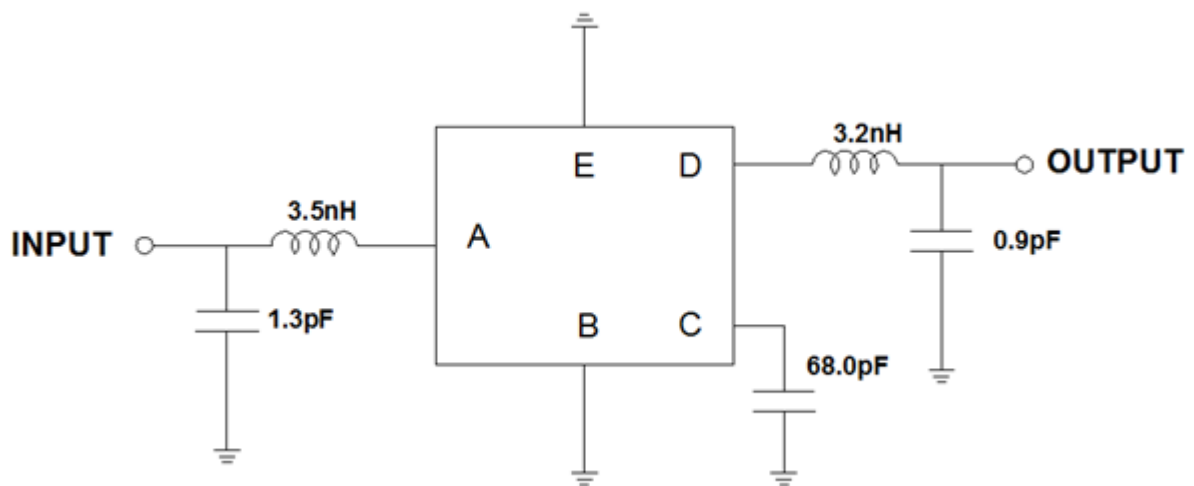 E
D
3.2nH
OUTPUT
3.5nH
INPUT
A
0.9pF
1.3pF
B
C
68.0pF